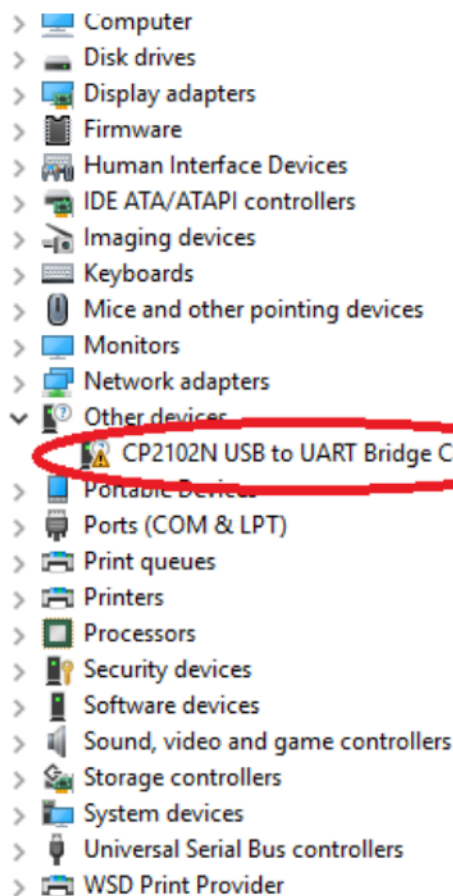 Computer
Disk drives
Display adapters
Firmware
Human Interface Devices
IDE ATA/ATAPI controllers
Imaging devices
Keyboards
Mice and other pointing devices
Monitors
Network adapters
Other devices
CP2102N USB to UART Bridge C
Portable Devices
Ports (COM & LPT)
Print queues
Printers
Processors
Security devices
Software devices
Sound, video and game controllers
Storage controllers
System devices
Universal Serial Bus controllers
WSD Print Provider